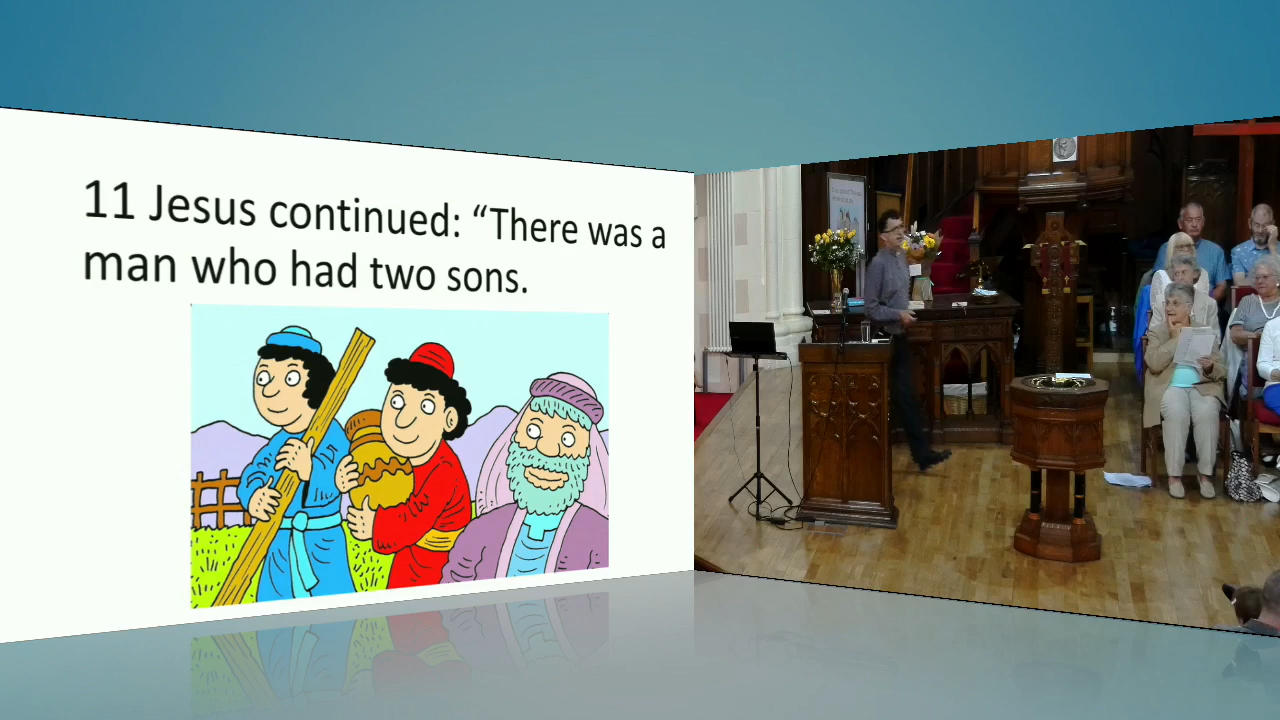 11 Jesus continued: “There was a
man who had two sons.